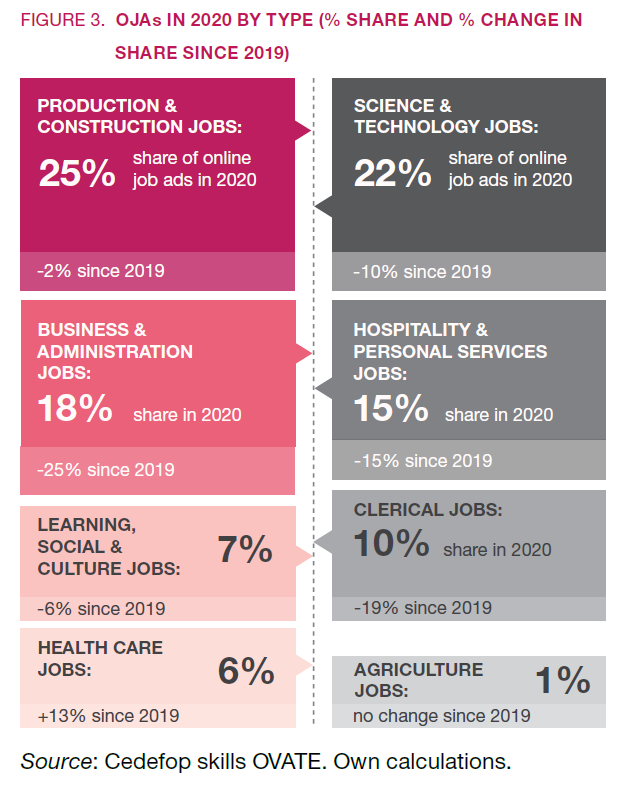 FIGURE 3. OJAs IN 2020 BY TYPE (% SHARE AND % CHANGE IN
SHARE SINCE 2019)
PRODUCTION &
CONSTRUCTION JOBS:
25% share of online
job ads in 2020
-2% since 2019
SCIENCE &
TECHNOLOGY JOBS:
22% share of online
job ads in 2020
-10% since 2019
BUSINESS &
ADMINISTRATION
JOBS:
18% share in 2020
-25% since 2019
HOSPITALITY &
PERSONAL SERVICES
JOBS:
15% share in 2020
-15% since 2019
LEARNING,
SOCIAL &
CULTURE JOBS:
7%
-6% since 2019
CLERICAL JOBS:
10% share in 2020
-19% since 2019
HEALTH CARE
JOBS:
6%
+13% since 2019
AGRICULTURE
JOBS:
1%
no change since 2019
Source: Cedefop skills OVATE. Own calculations.